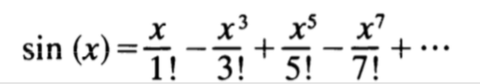 sin (x) = x/1! − x³/3! + x⁵/5! − x⁷/7! + ⋯